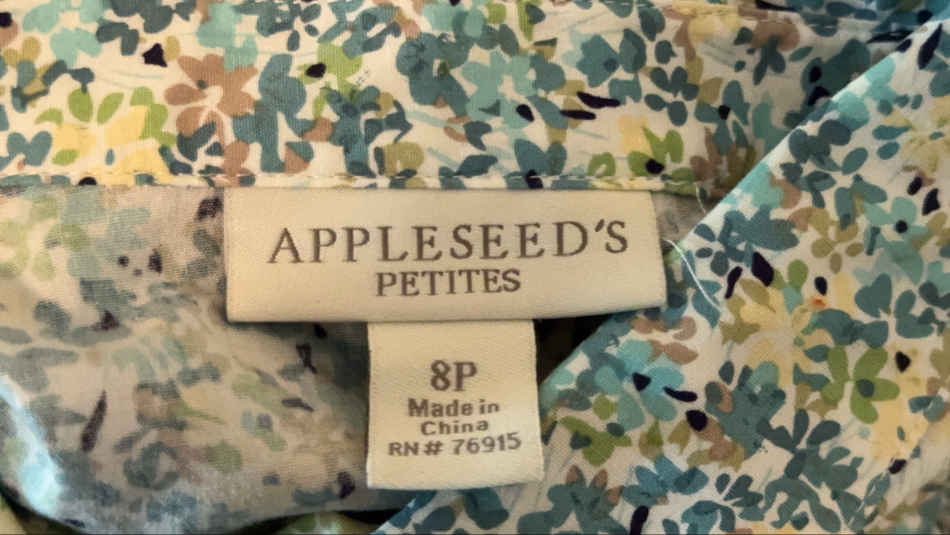 APPLESEED'S
PETITES
8P
Made in
China
RN# 76915